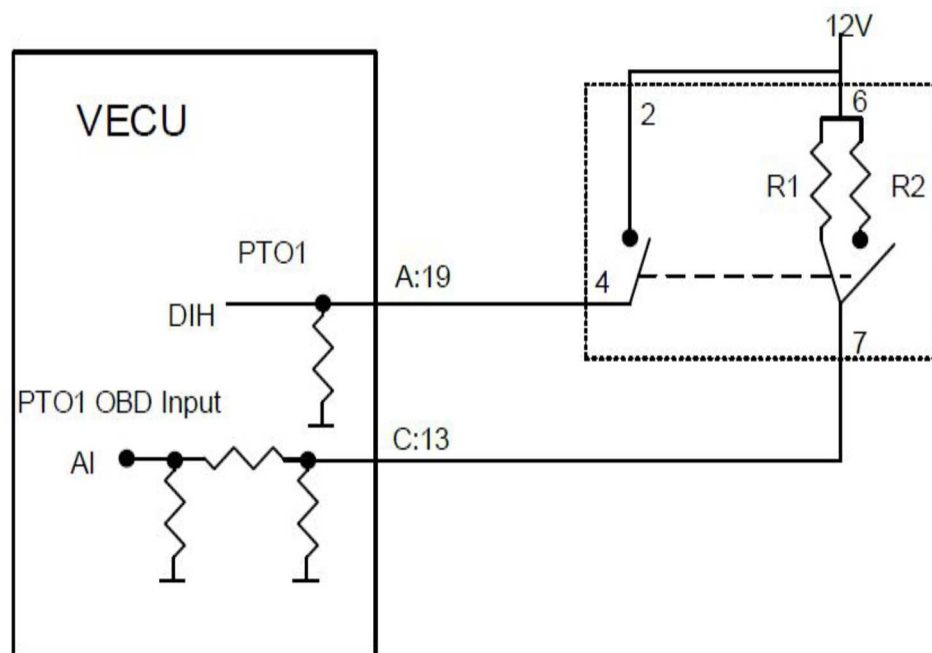 12V
VECU
2
6
R1
R2
PTO1
A:19
4
DIH
7
PTO1 OBD Input
C:13
AI